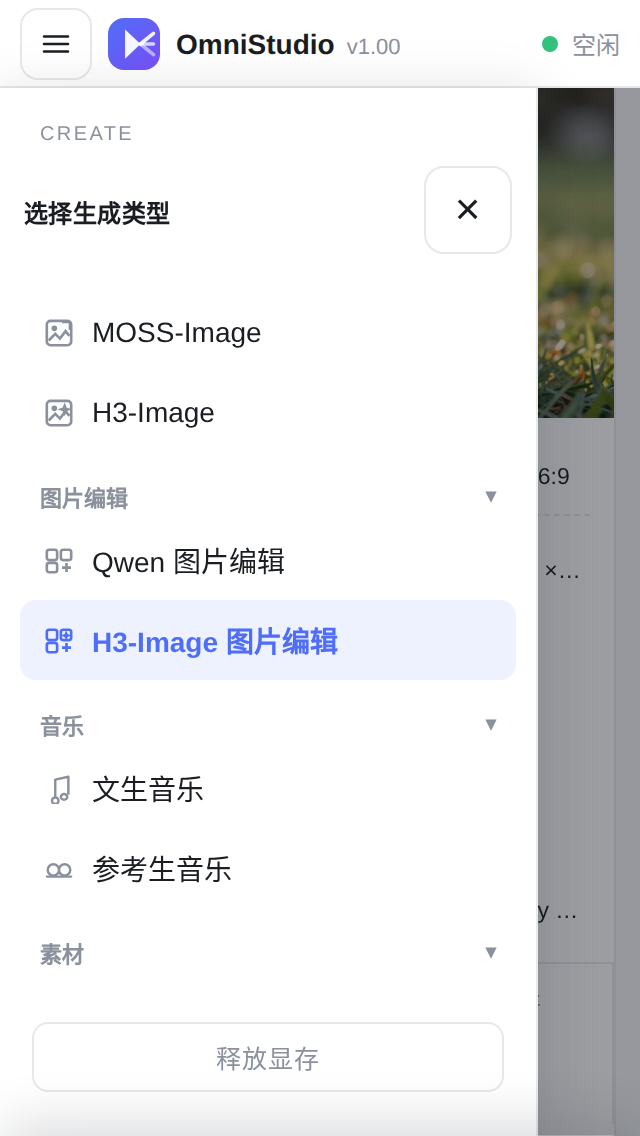 OmniStudio v1.00 空闲
CREATE
选择生成类型
MOSS-Image
H3-Image
图片编辑
Qwen 图片编辑
H3-Image 图片编辑
音乐
文生音乐
参考生音乐
素材
释放显存
6:9
×…
y …